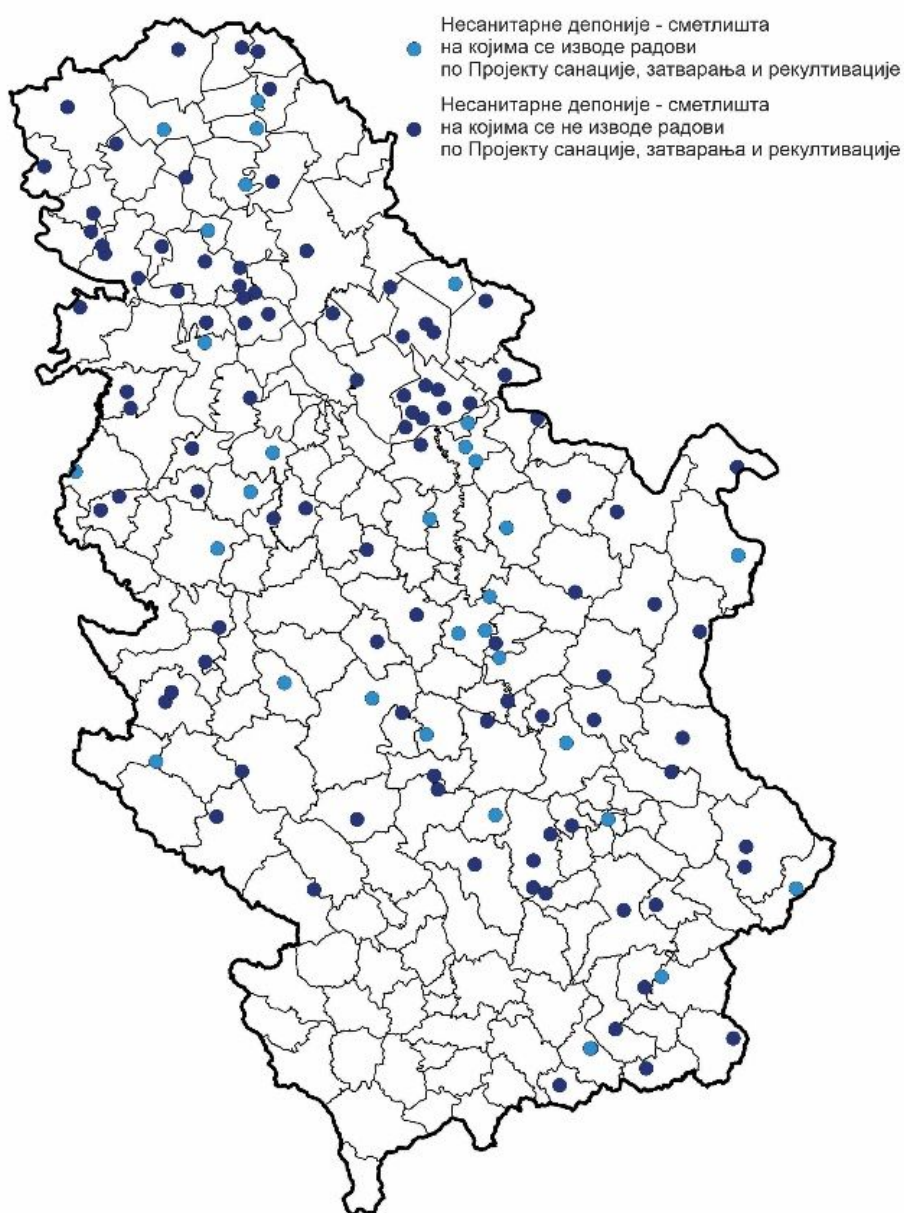 Несанитарне депоније - сметлишта
на којима се изводе радови
по Пројекту санације, затварања и рекултивације
Несанитарне депоније - сметлишта
на којима се не изводе радови
по Пројекту санације, затварања и рекултивације